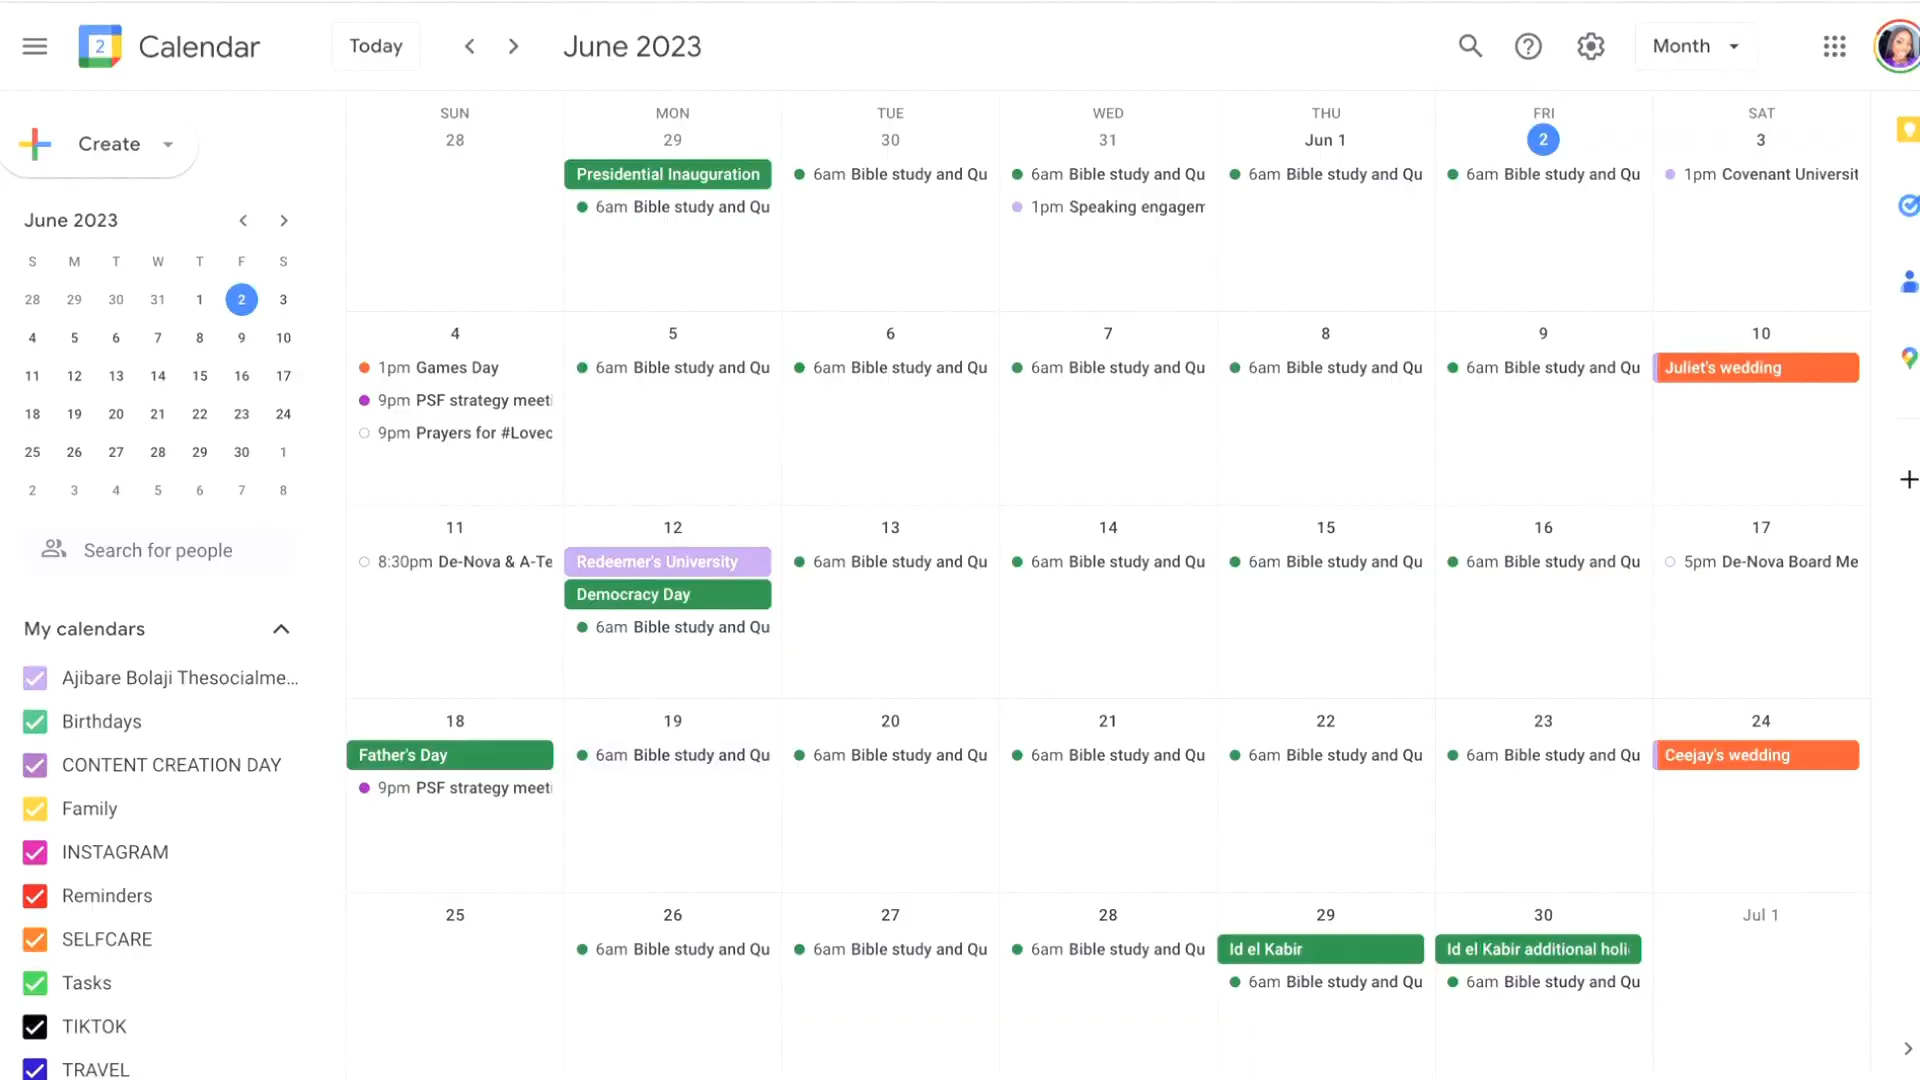 2 Calendar Today June 2023 Month
Create
June 2023
S M T W T F S
28 29 30 31 1 2 3
4 5 6 7 8 9 10
11 12 13 14 15 16 17
18 19 20 21 22 23 24
25 26 27 28 29 30 1
2 3 4 5 6 7 8
Search for people
My calendars
Ajibare Bolaji Thesocialme...
Birthdays
CONTENT CREATION DAY
Family
INSTAGRAM
Reminders
SELFCARE
Tasks
TIKTOK
TRAVEL
SUN MON TUE WED THU FRI SAT
28 29 30 31 Jun 1 2 3
Presidential Inauguration 6am Bible study and Qu 6am Bible study and Qu 6am Bible study and Qu 6am Bible study and Qu 1pm Covenant Universit
6am Bible study and Qu 1pm Speaking engagem
4 5 6 7 8 9 10
1pm Games Day 6am Bible study and Qu 6am Bible study and Qu 6am Bible study and Qu 6am Bible study and Qu 6am Bible study and Qu Juliet's wedding
9pm PSF strategy meeti
9pm Prayers for #Lovec
11 12 13 14 15 16 17
8:30pm De-Nova & A-Te Redeemer's University 6am Bible study and Qu 6am Bible study and Qu 6am Bible study and Qu 6am Bible study and Qu 5pm De-Nova Board Me
Democracy Day
6am Bible study and Qu
18 19 20 21 22 23 24
Father's Day 6am Bible study and Qu 6am Bible study and Qu 6am Bible study and Qu 6am Bible study and Qu 6am Bible study and Qu Ceejay's wedding
9pm PSF strategy meeti
25 26 27 28 29 30 Jul 1
6am Bible study and Qu 6am Bible study and Qu 6am Bible study and Qu Id el Kabir Id el Kabir additional holi
6am Bible study and Qu 6am Bible study and Qu